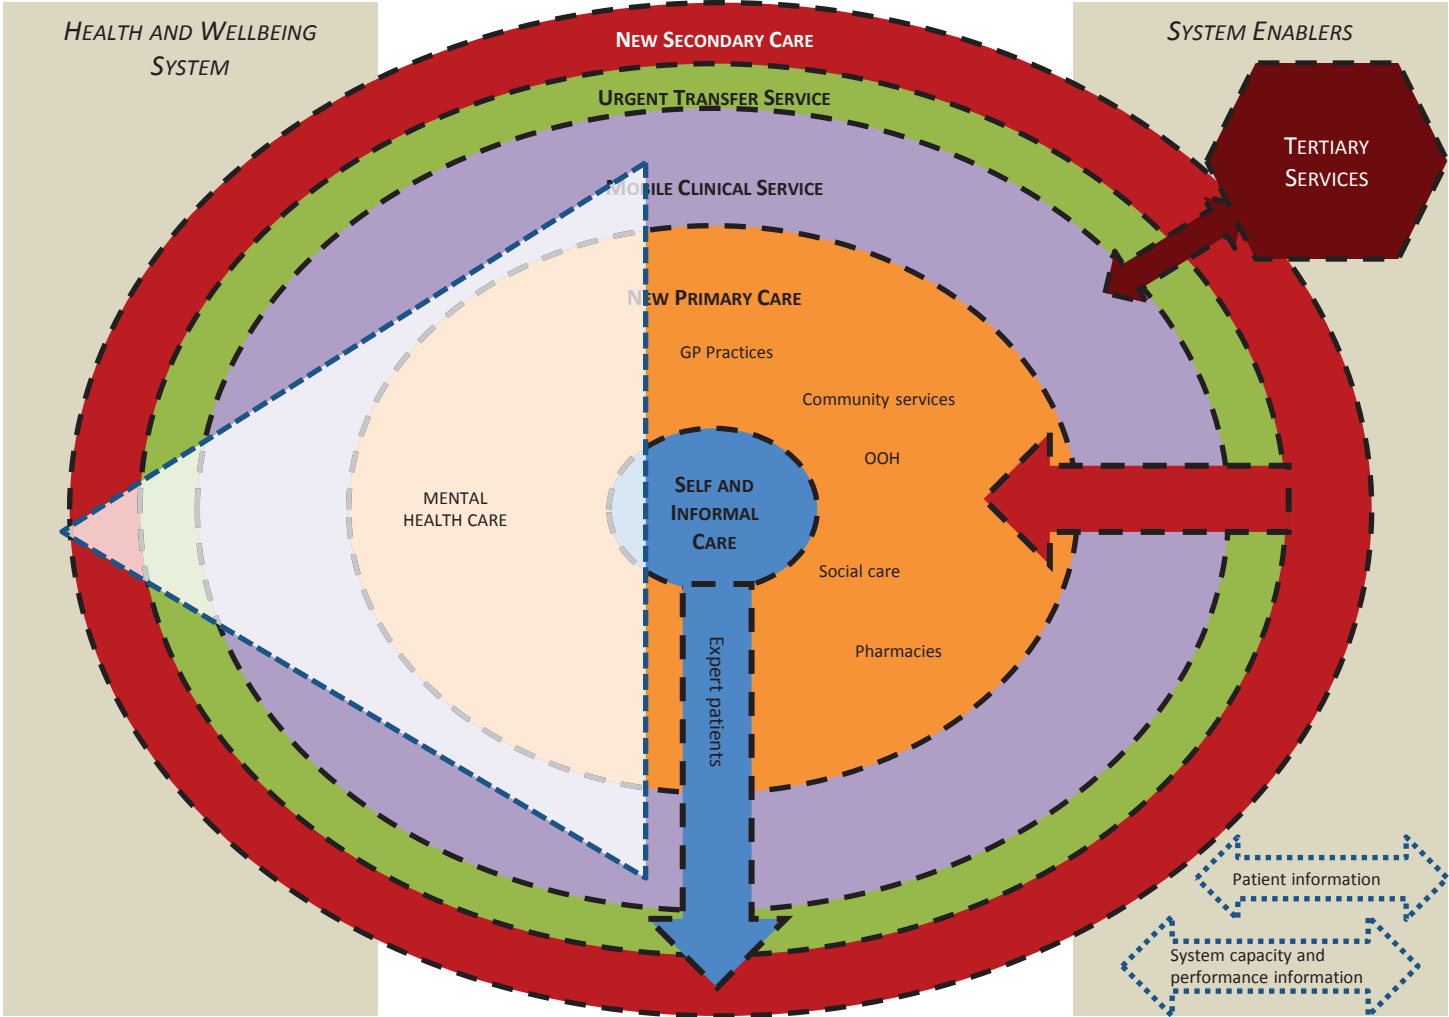 HEALTH AND WELLBEING
SYSTEM
NEW SECONDARY CARE
SYSTEM ENABLERS
URGENT TRANSFER SERVICE
TERTIARY
SERVICES
MOBILE CLINICAL SERVICE
NEW PRIMARY CARE
GP Practices
Community services
OOH
MENTAL
HEALTH CARE
SELF AND
INFORMAL
CARE
Social care
Pharmacies
Expert patients
Patient information
System capacity and
performance information